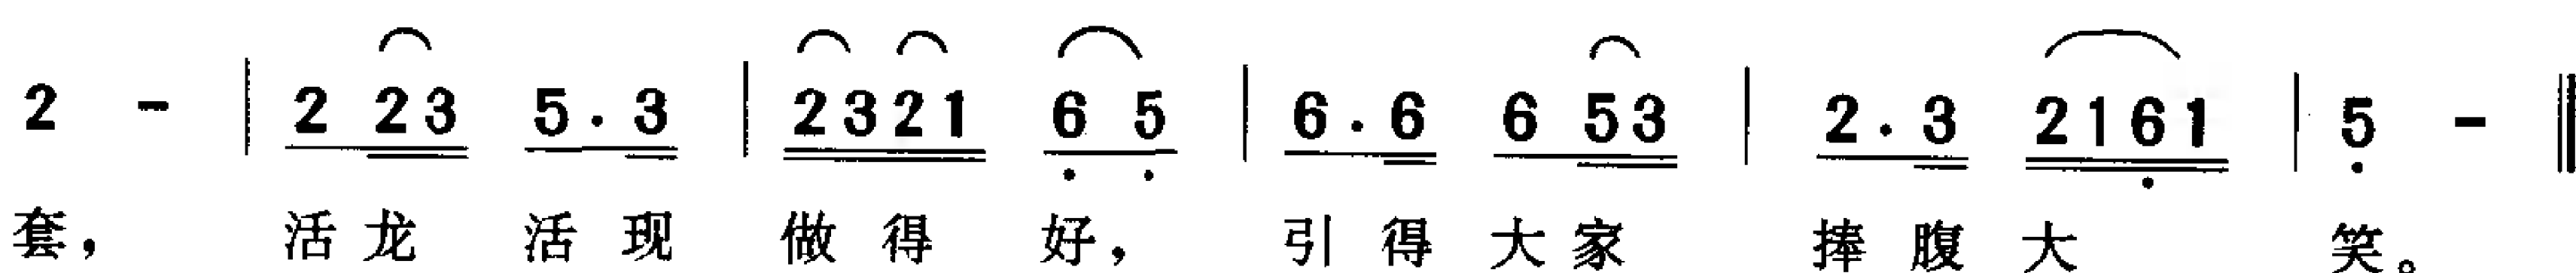 2 - | 2 23 5.3 | 2321 6 5 | 6.6 6 53 | 2.3 2161 | 5 - ‖
套， 活龙 活现 做得 好， 引得 大家 捧腹 大 笑。